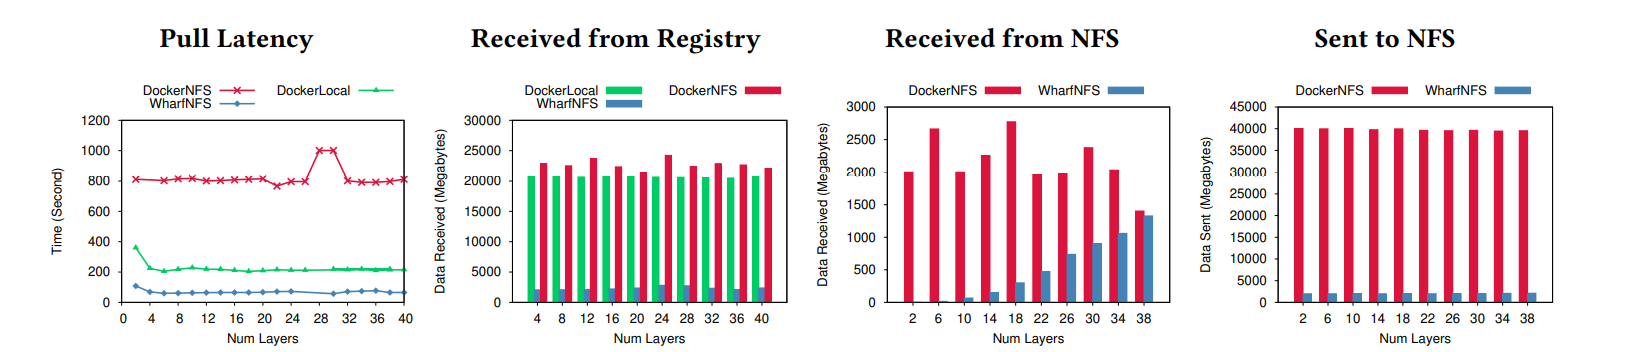 Pull Latency
DockerNFS
DockerLocal
WharfNFS
1200
1000
800
600
400
200
0
Time (Second)
0 4 8 12 16 20 24 28 32 36 40
Num Layers
Received from Registry
DockerLocal
DockerNFS
WharfNFS
30000
25000
20000
15000
10000
5000
0
Data Received (Megabytes)
4 8 12 16 20 24 28 32 36 40
Num Layers
Received from NFS
DockerNFS
WharfNFS
3000
2500
2000
1500
1000
500
0
Data Received (Megabytes)
2 6 10 14 18 22 26 30 34 38
Num Layers
Sent to NFS
DockerNFS
WharfNFS
45000
40000
35000
30000
25000
20000
15000
10000
5000
0
Data Sent (Megabytes)
2 6 10 14 18 22 26 30 34 38
Num Layers